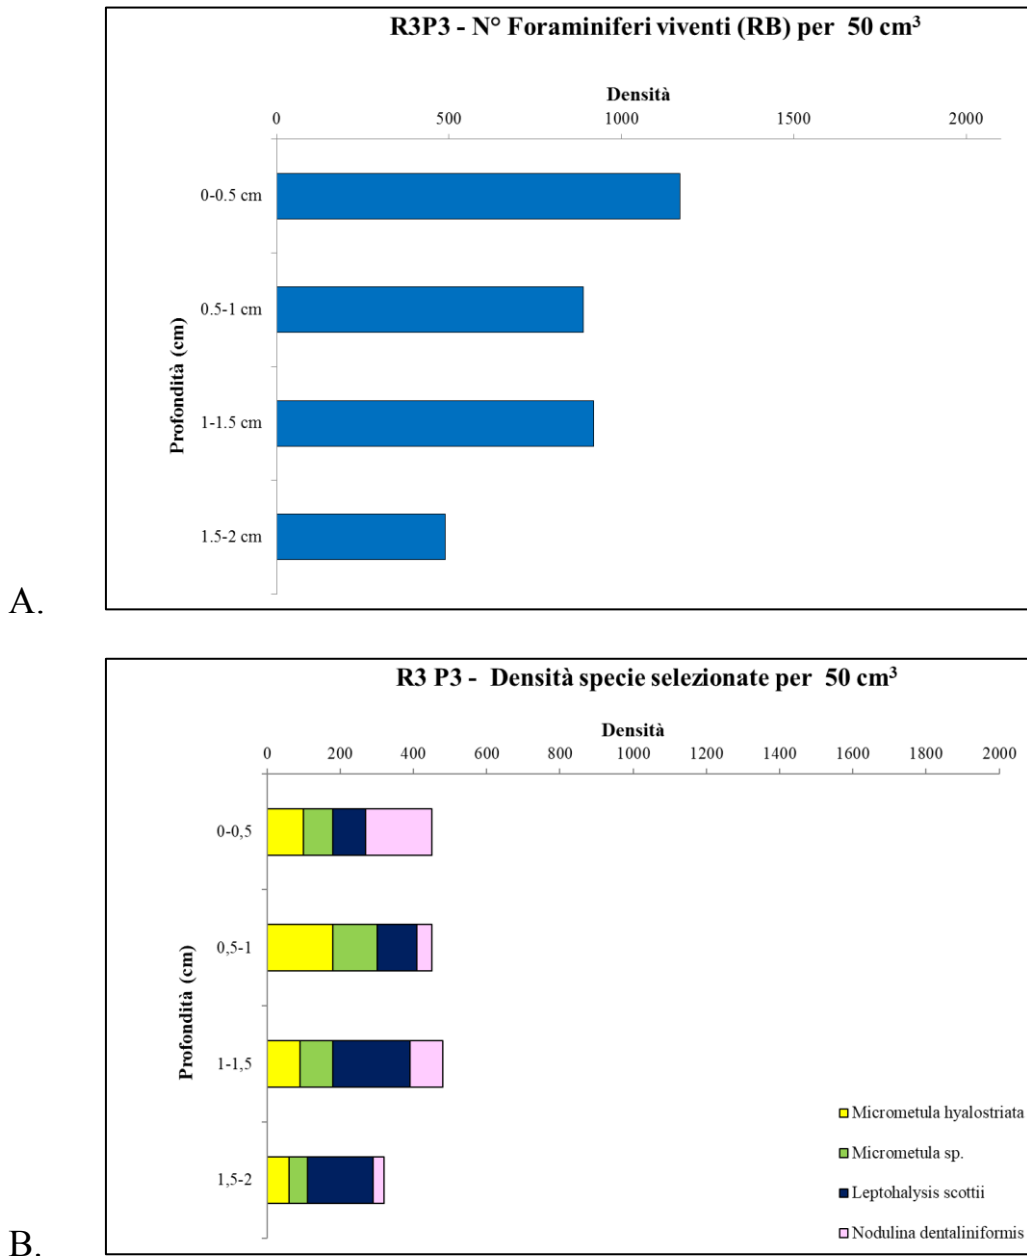 R3P3 - N° Foraminiferi viventi (RB) per 50 cm³
Densità
0 500 1000 1500 2000
Profondità (cm)
0-0.5 cm
0.5-1 cm
1-1.5 cm
1.5-2 cm
A.
R3 P3 - Densità specie selezionate per 50 cm³
Densità
0 200 400 600 800 1000 1200 1400 1600 1800 2000
Profondità (cm)
0-0,5
0,5-1
1-1,5
1,5-2
Micrometula hyalostriata
Micrometula sp.
Leptohalysis scottii
Nodulina dentaliniformis
B.